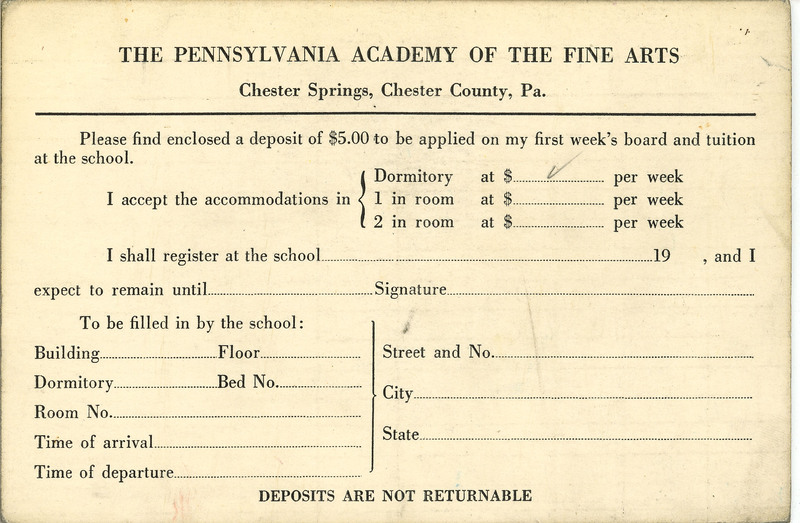 THE PENNSYLVANIA ACADEMY OF THE FINE ARTS
Chester Springs, Chester County, Pa.
Please find enclosed a deposit of $5.00 to be applied on my first week's board and tuition
at the school.
I accept the accommodations in
Dormitory at $.................... per week
1 in room at $.................... per week
2 in room at $.................... per week
I shall register at the school....................19 , and I
expect to remain until....................Signature....................
To be filled in by the school:
Building....................Floor....................
Dormitory....................Bed No.....................
Room No.....................
Time of arrival....................
Time of departure....................
Street and No.....................
City....................
State....................
DEPOSITS ARE NOT RETURNABLE